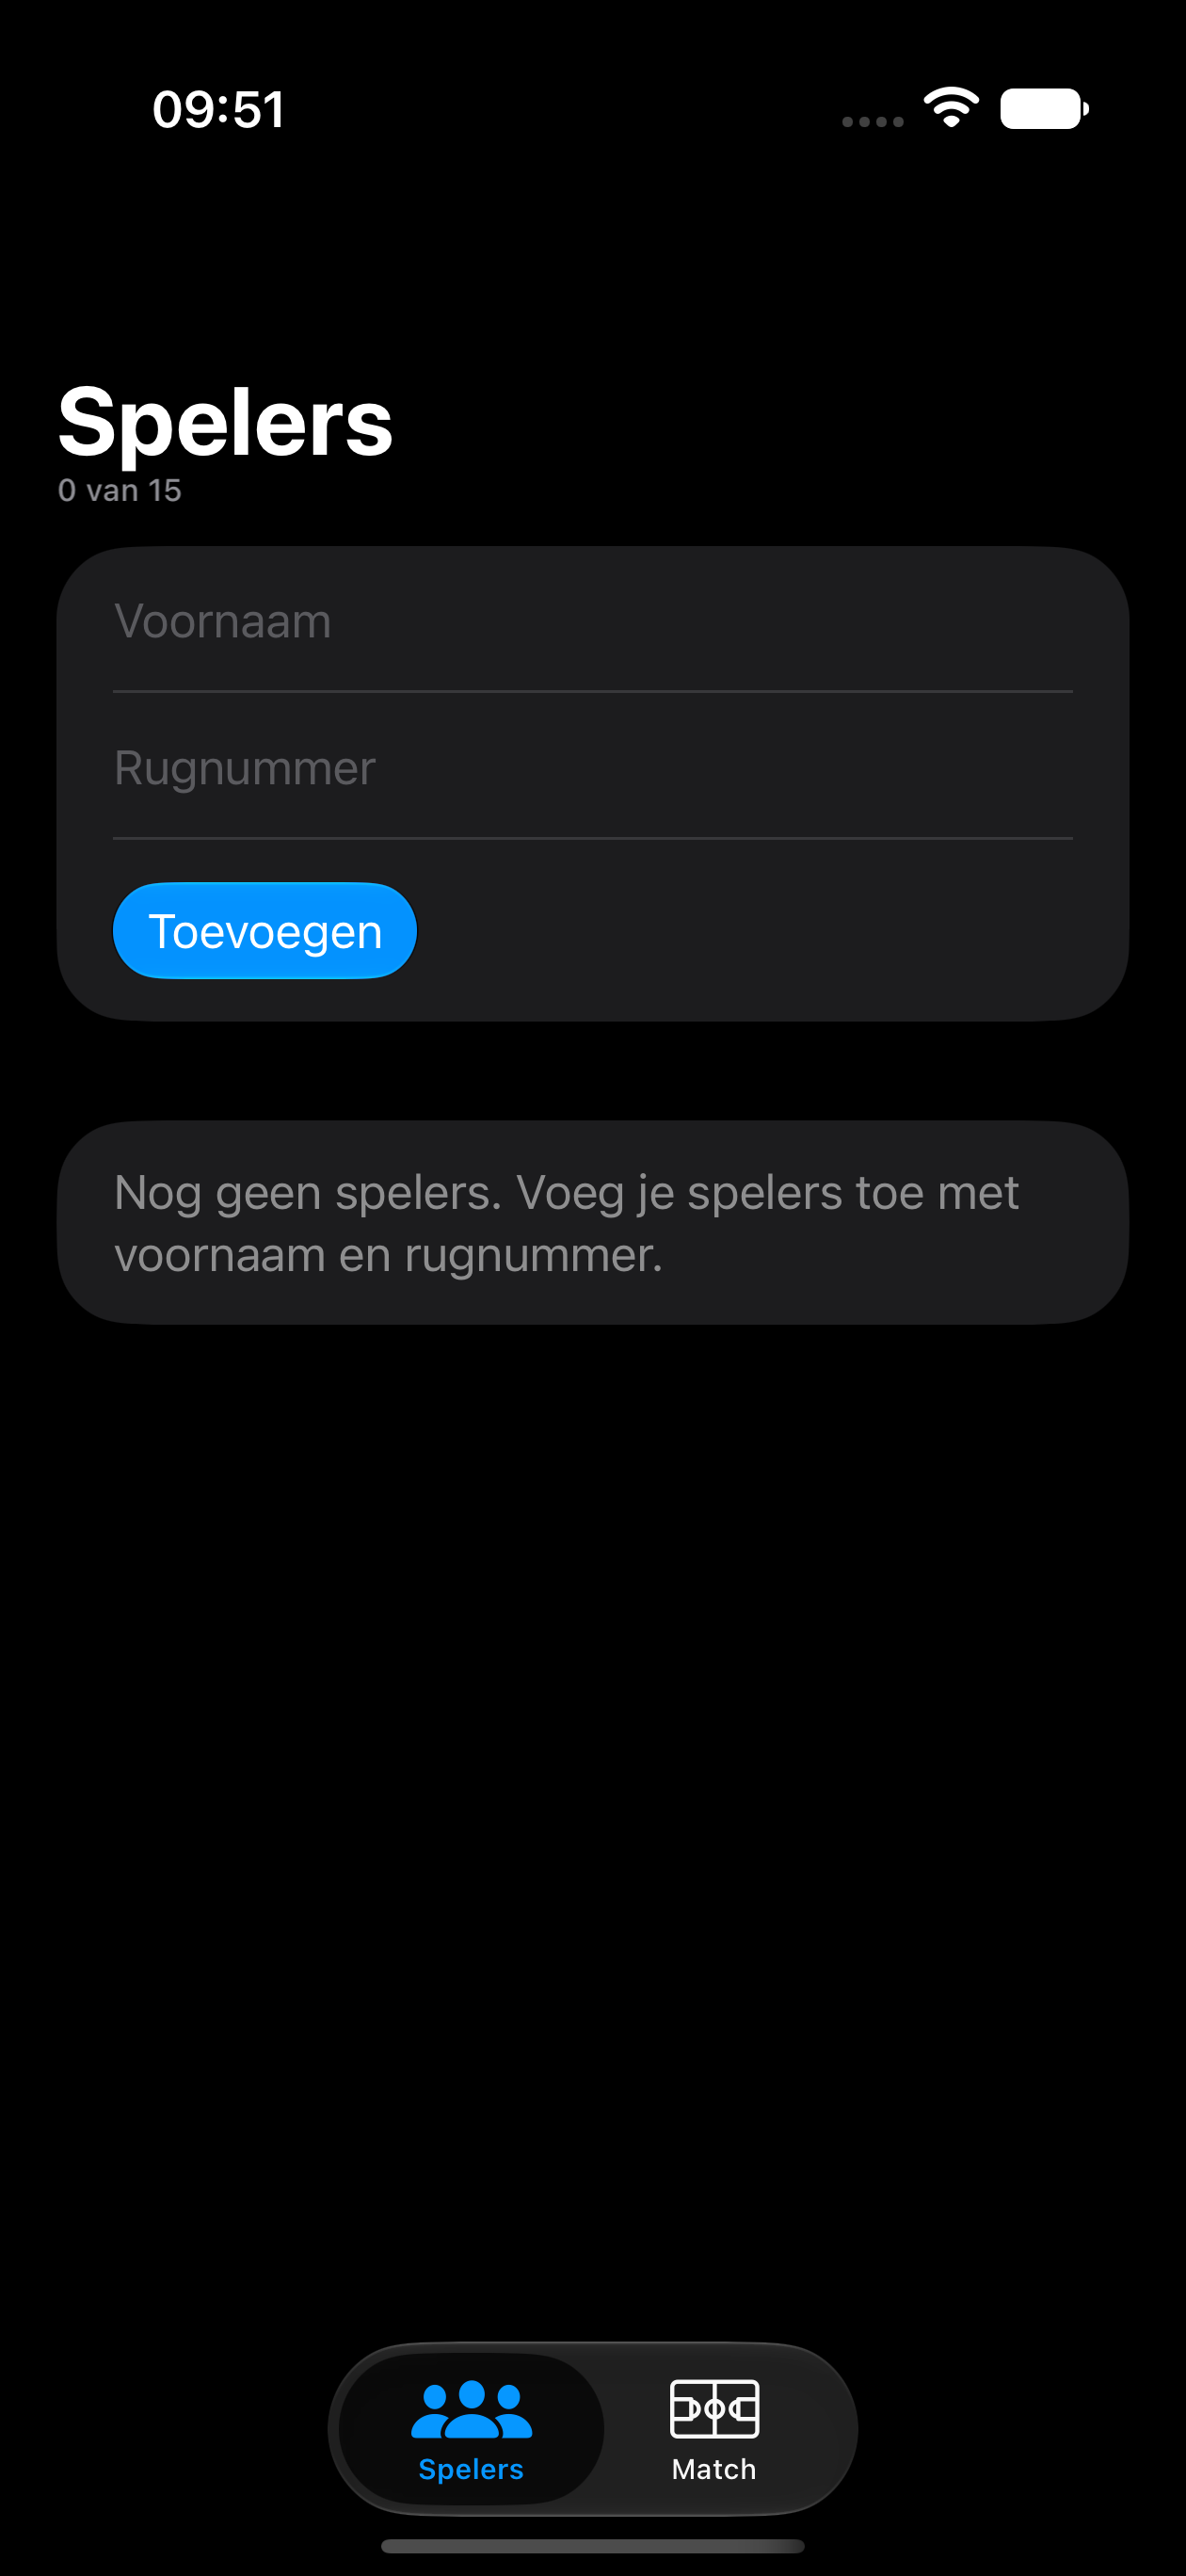 09:51
Spelers
0 van 15
Voornaam
Rugnummer
Toevoegen
Nog geen spelers. Voeg je spelers toe met
voornaam en rugnummer.
Spelers
Match